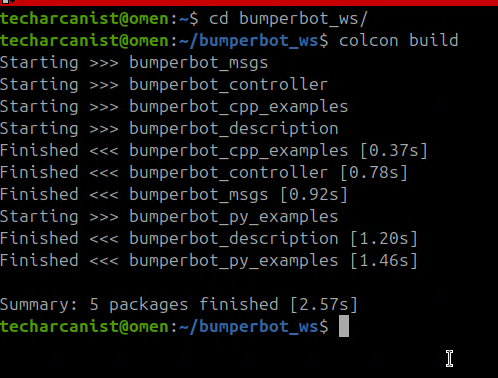 techarcanist@omen:~$ cd bumperbot_ws/
techarcanist@omen:~/bumperbot_ws$ colcon build
Starting >>> bumperbot_msgs
Starting >>> bumperbot_controller
Starting >>> bumperbot_cpp_examples
Starting >>> bumperbot_description
Finished <<< bumperbot_cpp_examples [0.37s]
Finished <<< bumperbot_controller [0.78s]
Finished <<< bumperbot_msgs [0.92s]
Starting >>> bumperbot_py_examples
Finished <<< bumperbot_description [1.20s]
Finished <<< bumperbot_py_examples [1.46s]

Summary: 5 packages finished [2.57s]
techarcanist@omen:~/bumperbot_ws$